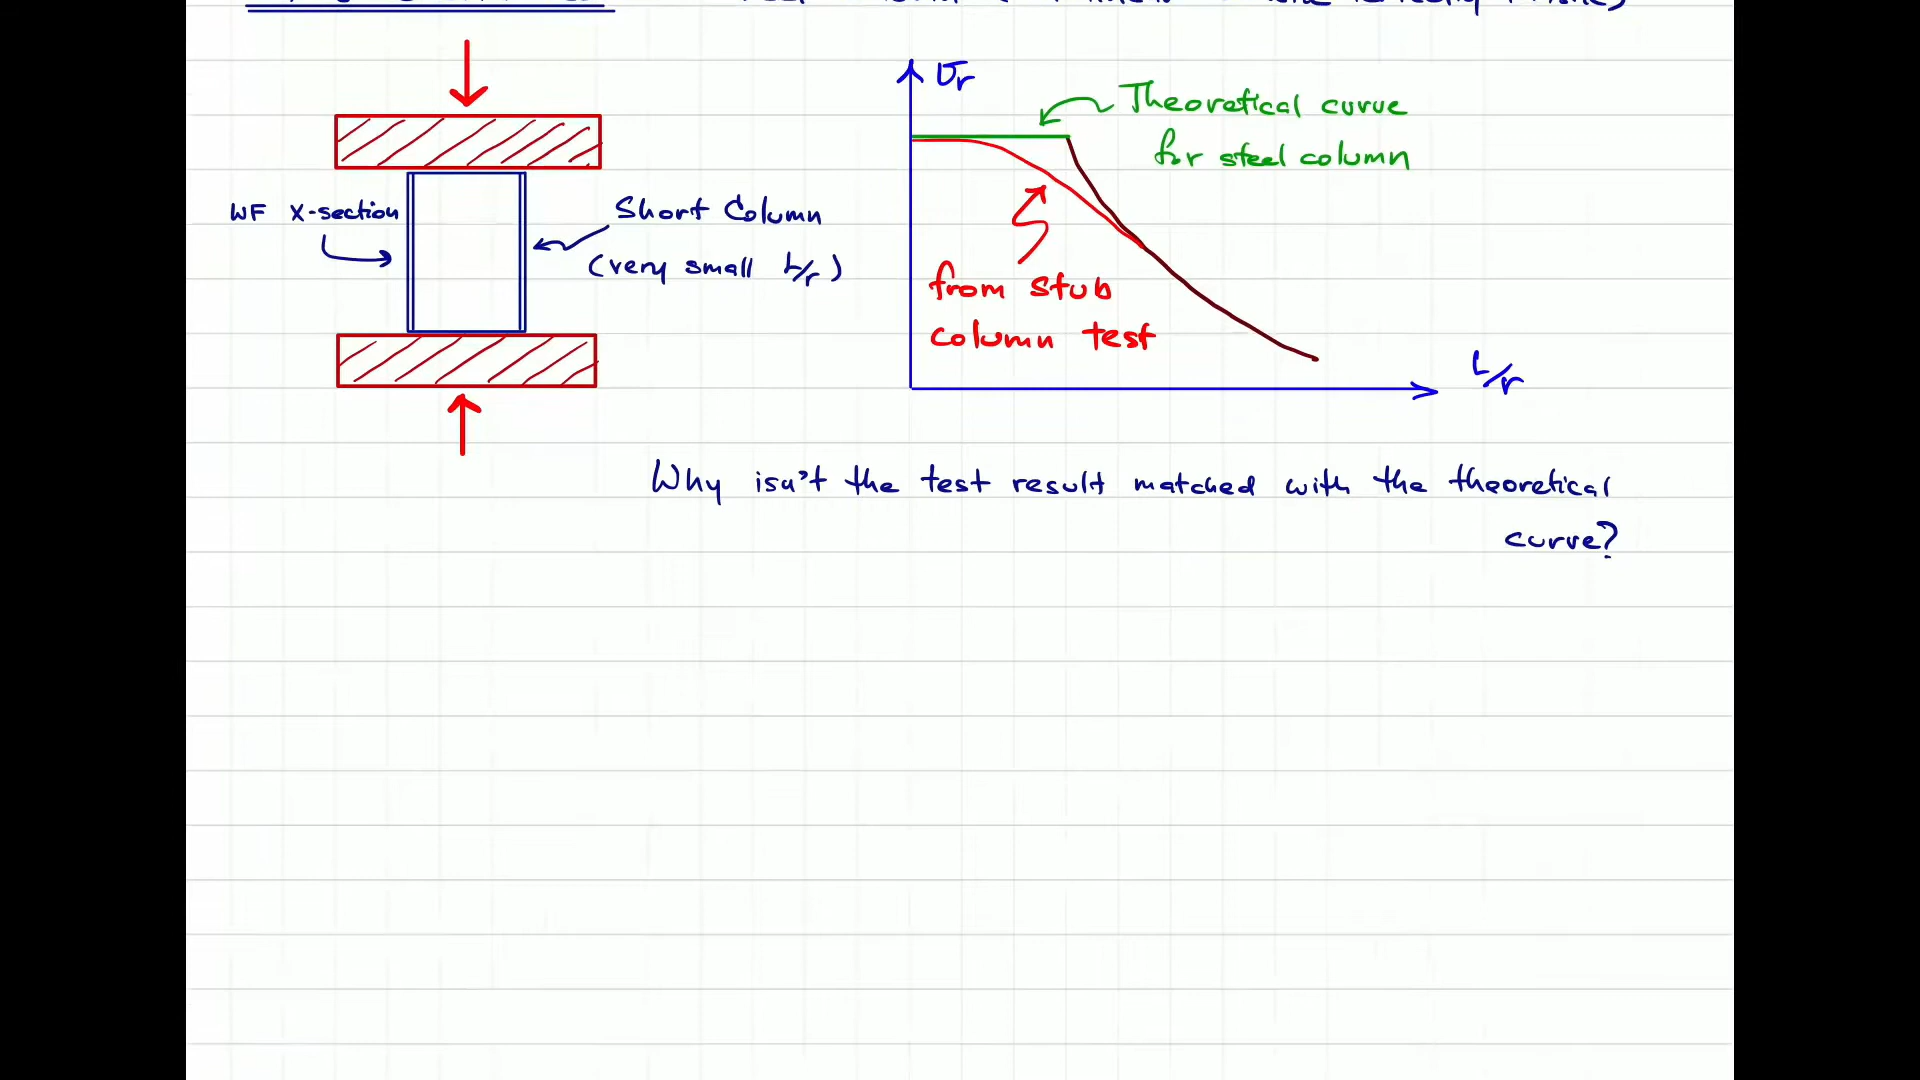 σr
Theoretical curve
for steel column
WF X-section
Short Column
(very small L/r)
from stub
column test
L/r
Why isn't the test result matched with the theoretical
curve?